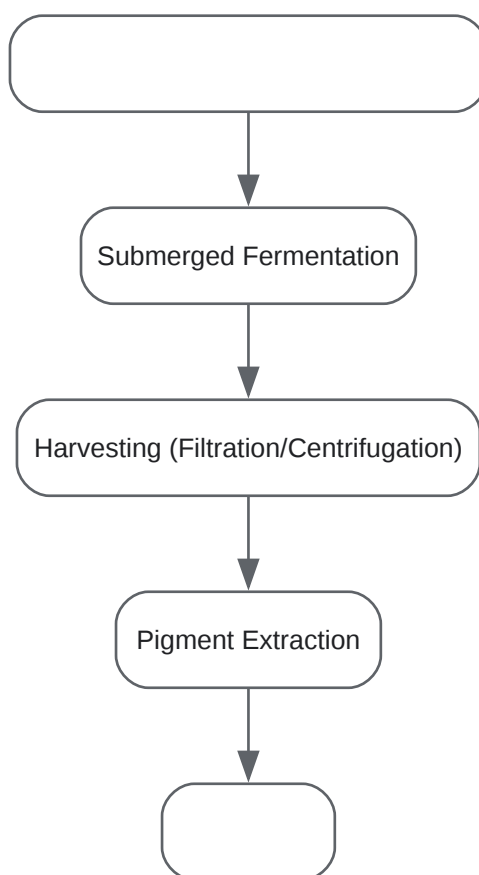 Submerged Fermentation
Harvesting (Filtration/Centrifugation)
Pigment Extraction